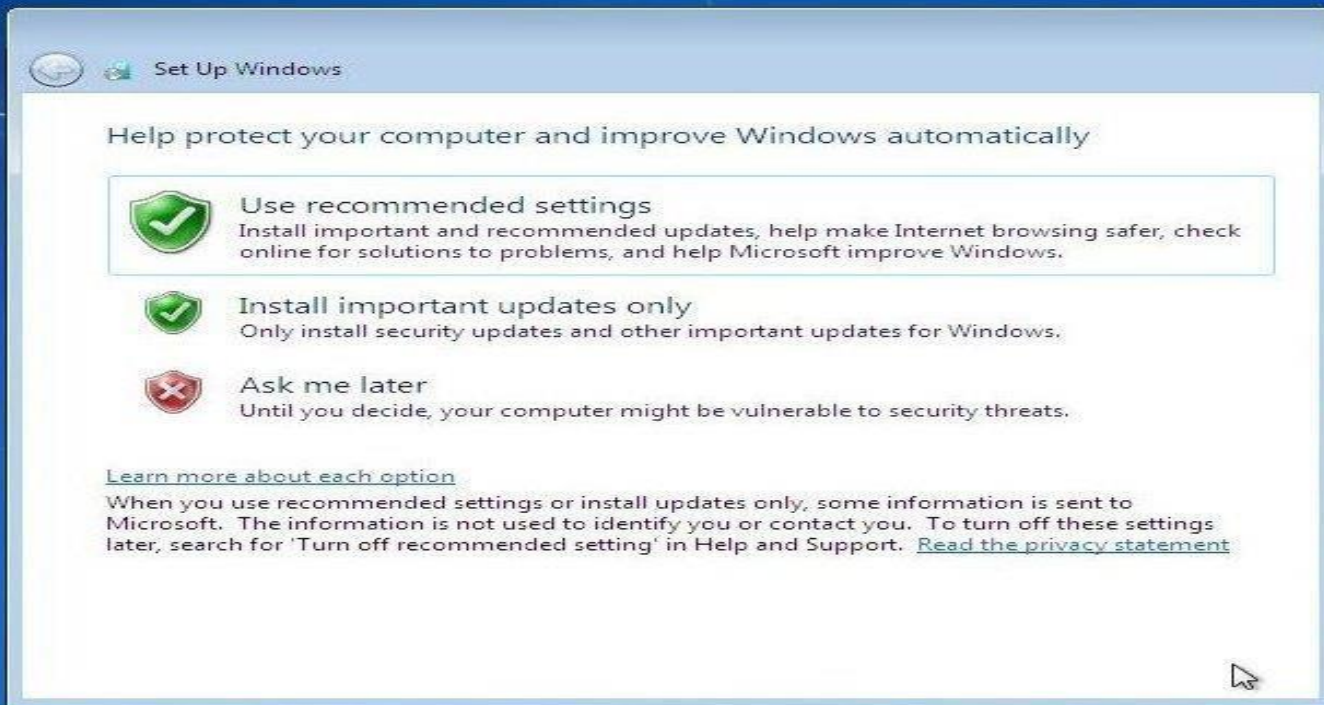 Set Up Windows
Help protect your computer and improve Windows automatically
Use recommended settings
Install important and recommended updates, help make Internet browsing safer, check
online for solutions to problems, and help Microsoft improve Windows.
Install important updates only
Only install security updates and other important updates for Windows.
Ask me later
Until you decide, your computer might be vulnerable to security threats.
Learn more about each option
When you use recommended settings or install updates only, some information is sent to
Microsoft. The information is not used to identify you or contact you. To turn off these settings
later, search for 'Turn off recommended setting' in Help and Support. Read the privacy statement